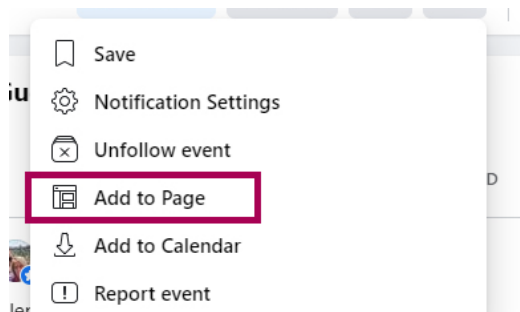 Save
Notification Settings
Unfollow event
Add to Page
Add to Calendar
Report event